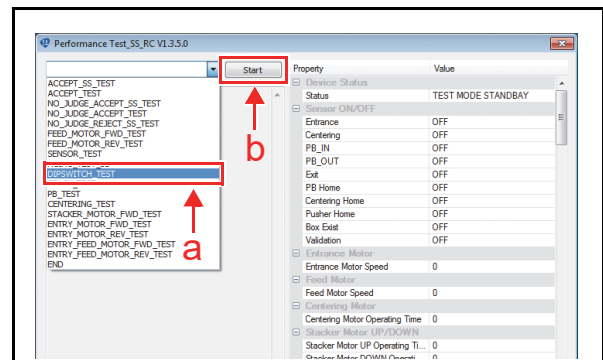 Performance Test_SS_RC V1.3.5.0
Start
ACCEPT_SS_TEST
ACCEPT_TEST
NO_JUDGE_ACCEPT_SS_TEST
NO_JUDGE_ACCEPT_TEST
NO_JUDGE_REJECT_SS_TEST
FEED_MOTOR_FWD_TEST
FEED_MOTOR_REV_TEST
SENSOR_TEST
DIPSWITCH_TEST
PB_TEST
CENTERING_TEST
STACKER_MOTOR_FWD_TEST
ENTRY_MOTOR_FWD_TEST
ENTRY_MOTOR_REV_TEST
ENTRY_FEED_MOTOR_FWD_TEST
ENTRY_FEED_MOTOR_REV_TEST
END
a
b
Property Value
Device Status
Status TEST MODE STANDBAY
Sensor ON/OFF
Entrance OFF
Centering OFF
PB_IN OFF
PB_OUT OFF
Exit OFF
PB Home OFF
Centering Home OFF
Pusher Home OFF
Box Exist OFF
Validation OFF
Entrance Motor
Entrance Motor Speed 0
Feed Motor
Feed Motor Speed 0
Centering Motor
Centering Motor Operating Time 0
Stacker Motor UP/DOWN
Stacker Motor UP Operating Ti... 0
Stacker Motor DOWN Operati...